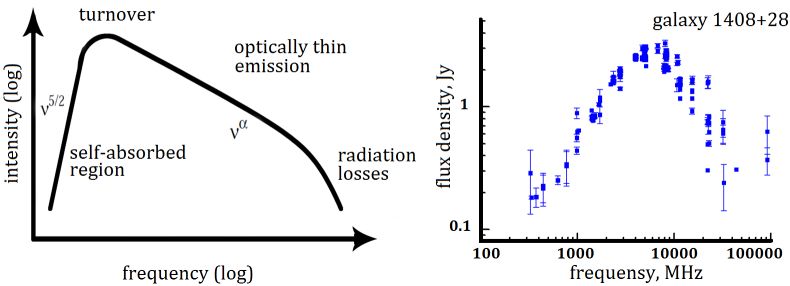 turnover
optically thin
emission
ν5/2
να
self-absorbed
region
radiation
losses
intensity (log)
frequency (log)
galaxy 1408+28
flux density, Jy
1
0.1
100
1000
10000
100000
frequensy, MHz